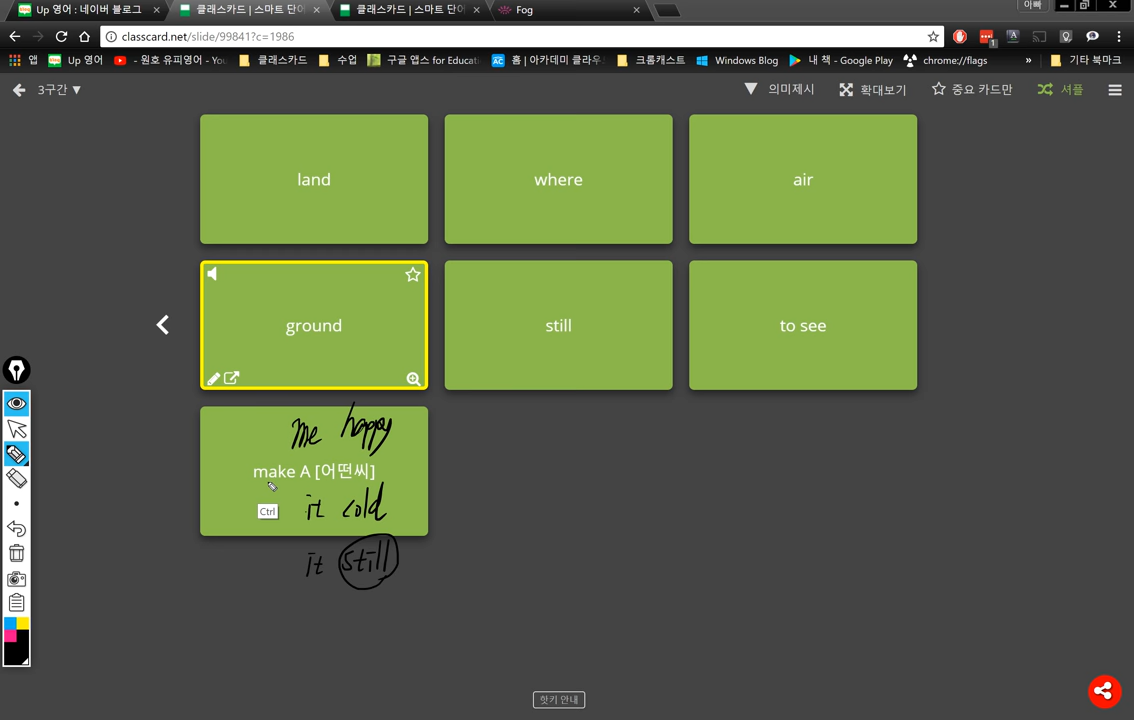 Up 영어 : 네이버 블로그
클래스카드 | 스마트 단어
클래스카드 | 스마트 단어
Fog
아빠
classcard.net/slide/99841?c=1986
1
앱
Up 영어
- 원호 유피영어 - You
클래스카드
수업
구글 앱스 for Educat
홈 | 아카데미 클라우
크롬캐스트
Windows Blog
내 책 - Google Play
chrome://flags
»
기타 북마크
3구간 ▼
▼ 의미제시
확대보기
중요 카드만
셔플
land
where
air
ground
still
to see
me happy
make A [어떤씨]
Ctrl
it cold
it still
핫키 안내